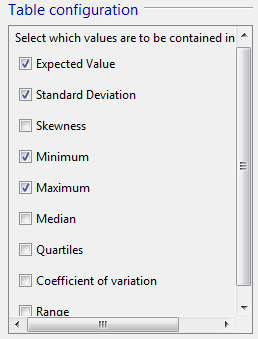 Table configuration
Select which values are to be contained in
Expected Value
Standard Deviation
Skewness
Minimum
Maximum
Median
Quartiles
Coefficient of variation
Range